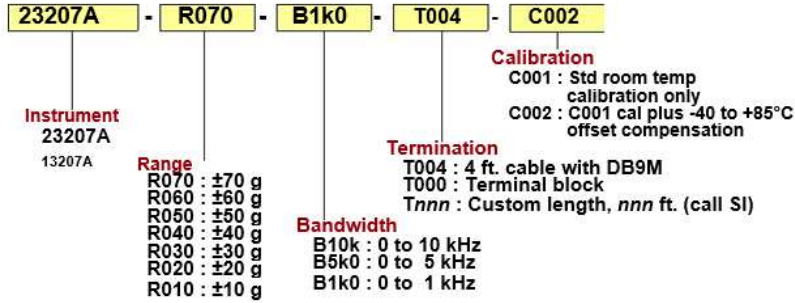 23207A - R070 - B1k0 - T004 - C002
Calibration
C001 : Std room temp
calibration only
C002 : C001 cal plus -40 to +85°C
offset compensation
Instrument
23207A
13207A
Termination
T004 : 4 ft. cable with DB9M
T000 : Terminal block
Tnnn : Custom length, nnn ft. (call SI)
Range
R070 : ±70 g
R060 : ±60 g
R050 : ±50 g
R040 : ±40 g
R030 : ±30 g
R020 : ±20 g
R010 : ±10 g
Bandwidth
B10k : 0 to 10 kHz
B5k0 : 0 to 5 kHz
B1k0 : 0 to 1 kHz